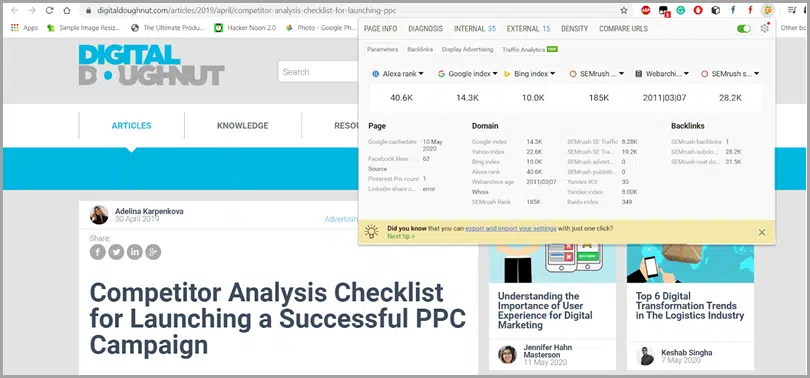 digitaldoughnut.com/articles/2019/april/competitor-analysis-checklist-for-launching-ppc
Apps Simple Image Resiz... The Ultimate Produ... Hacker Noon 2.0 Photo - Google Ph...
PAGE INFO DIAGNOSIS INTERNAL 35 EXTERNAL 15 DENSITY COMPARE URLS
Parameters Backlinks Display Advertising Traffic Analytics new
Alexa rank Google index Bing index SEMrush ... Webarchi... SEMrush s...
40.6K 14.3K 10.0K 185K 2011|03|07 28.2K
Page
Google cachedate 10 May 2020
Facebook likes 62
Source
Pinterest Pin count 1
LinkedIn share c... error
Domain
Google index 14.3K
Yahoo index 22.6K
Bing index 10.0K
Alexa rank 40.6K
Webarchive age 2011|03|07
Whois
SEMrush Rank 185K
SEMrush SE Traffic 8.28K
SEMrush SE Tra... 19.2K
SEMrush advert... 0
SEMrush publish... 0
Yandex IKS 30
Yandex index 8.00K
Baidu index 349
Backlinks
SEMrush backlinks 1
SEMrush subdo... 28.2K
SEMrush root do... 31.5K
Did you know that you can export and import your settings with just one click?
Next tip >
DIGITAL
DOUGHNUT
Search
ARTICLES KNOWLEDGE RESOU
Adelina Karpenkova
30 April 2019
Advertising
Share:
Competitor Analysis Checklist
for Launching a Successful PPC
Campaign
Understanding the
Importance of User
Experience for Digital
Marketing
Jennifer Hahn
Masterson
11 May 2020
Top 6 Digital
Transformation Trends
in The Logistics Industry
Keshab Singha
7 May 2020